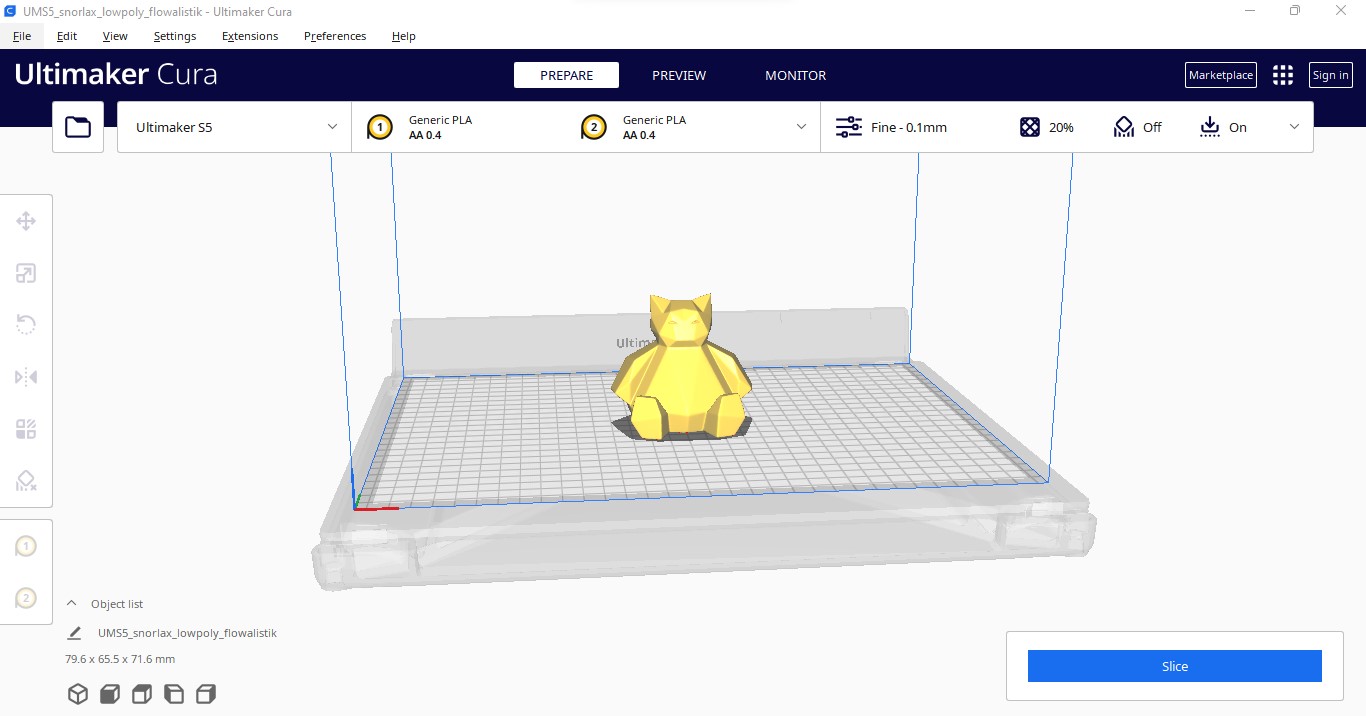 UMS5_snorlax_lowpoly_flowalistik - Ultimaker Cura
File Edit View Settings Extensions Preferences Help
Ultimaker Cura
PREPARE PREVIEW MONITOR
Marketplace Sign in
Ultimaker S5
1 Generic PLA
AA 0.4
2 Generic PLA
AA 0.4
Fine - 0.1mm 20% Off On
1
2
Object list
UMS5_snorlax_lowpoly_flowalistik
79.6 x 65.5 x 71.6 mm
Slice